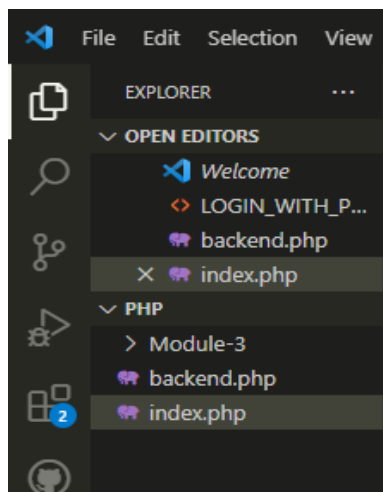 File Edit Selection View
EXPLORER ...
OPEN EDITORS
Welcome
LOGIN_WITH_P...
backend.php
index.php
PHP
Module-3
backend.php
index.php
2